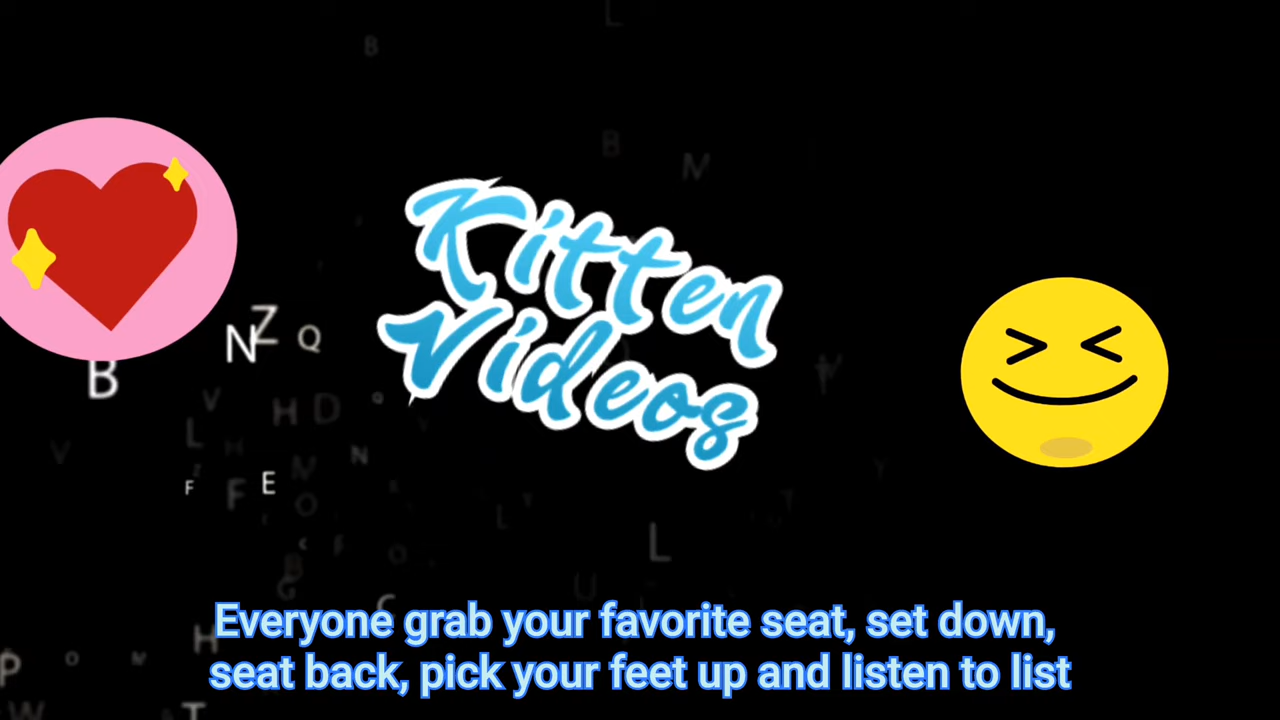 Kitten
Videos
Everyone grab your favorite seat, set down,
seat back, pick your feet up and listen to list